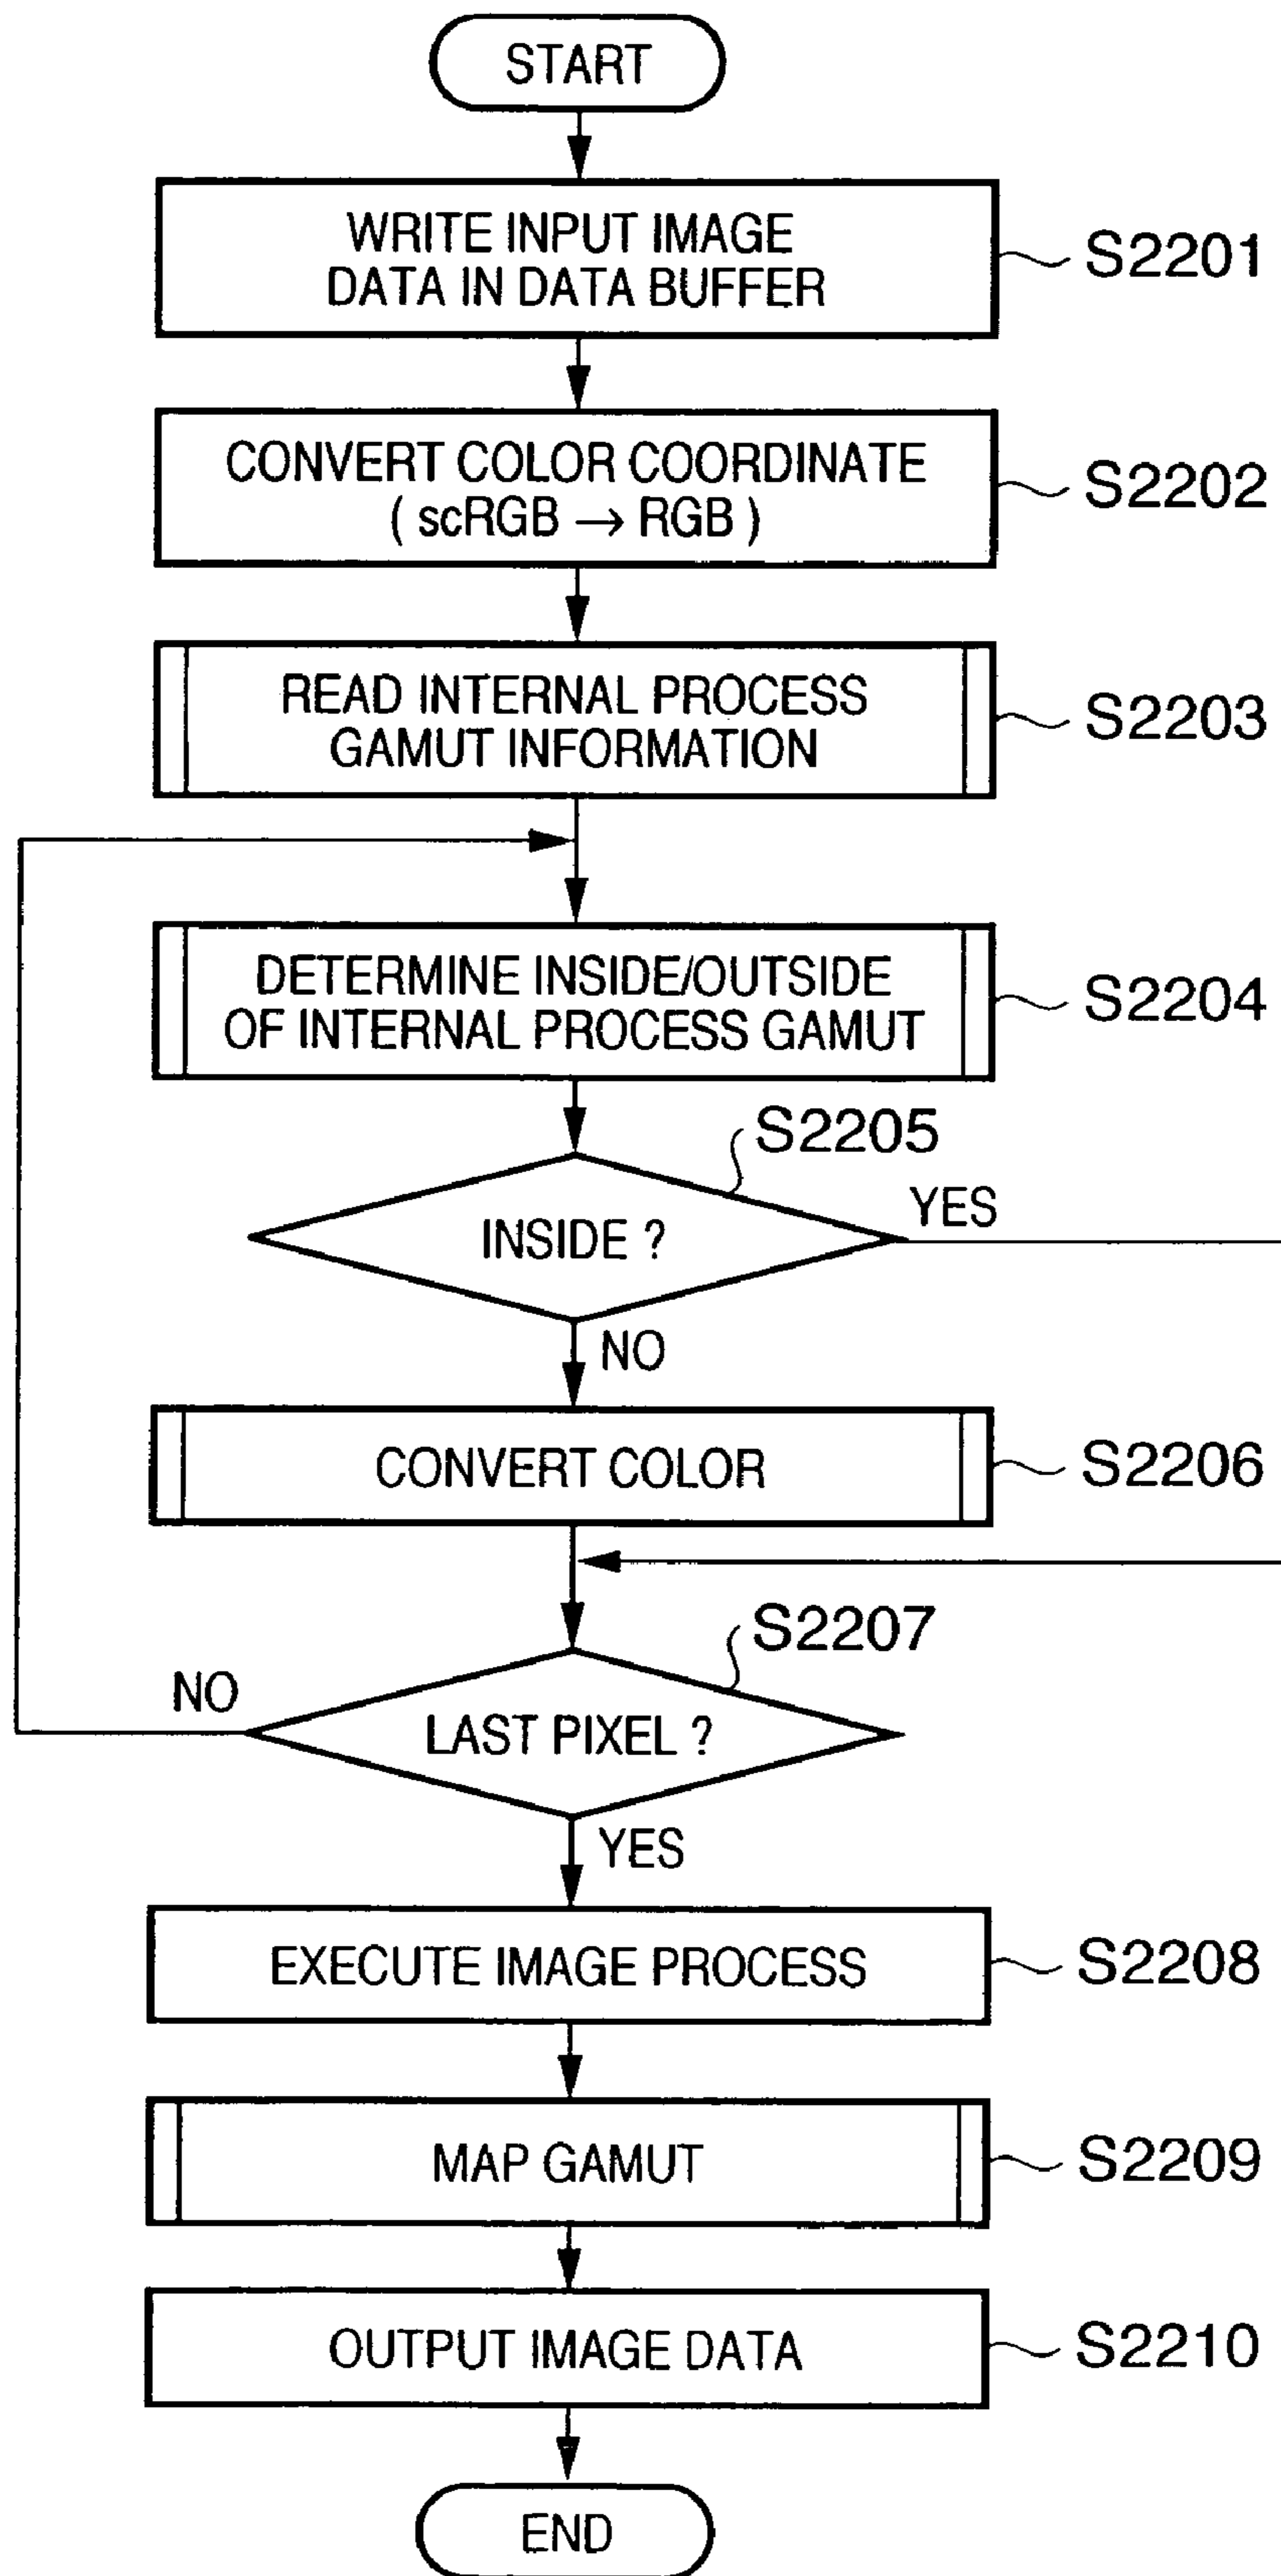 START
WRITE INPUT IMAGE
DATA IN DATA BUFFER
S2201
CONVERT COLOR COORDINATE
( scRGB → RGB )
S2202
READ INTERNAL PROCESS
GAMUT INFORMATION
S2203
DETERMINE INSIDE/OUTSIDE
OF INTERNAL PROCESS GAMUT
S2204
S2205
INSIDE ?
YES
NO
CONVERT COLOR
S2206
S2207
NO
LAST PIXEL ?
YES
EXECUTE IMAGE PROCESS
S2208
MAP GAMUT
S2209
OUTPUT IMAGE DATA
S2210
END